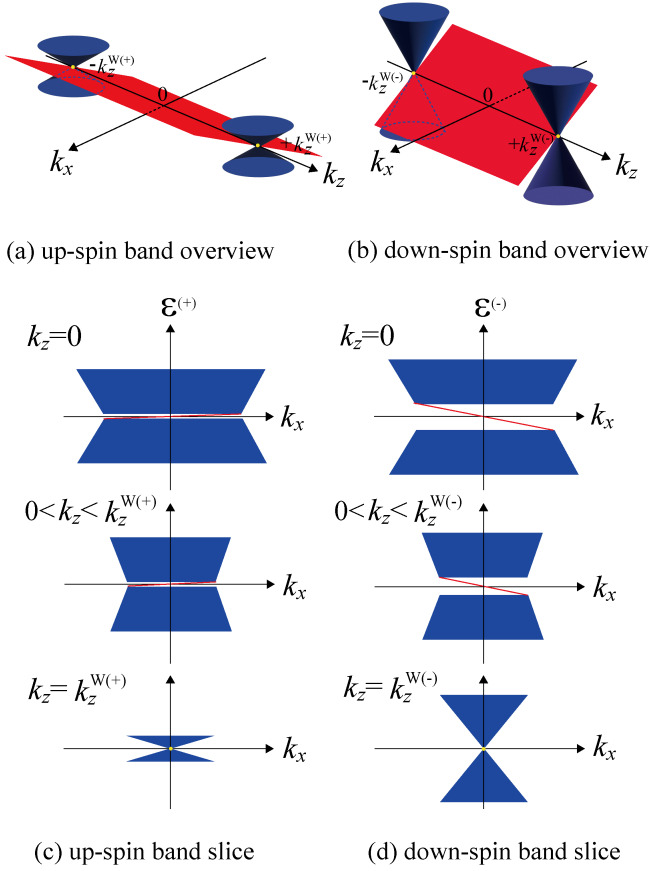 -k_z^W(+)
0
+k_z^W(+)
k_x
k_z
(a) up-spin band overview
-k_z^W(-)
0
+k_z^W(-)
k_x
k_z
(b) down-spin band overview
ε^(+)
k_z=0
k_x
0<k_z<k_z^W(+)
k_x
k_z=k_z^W(+)
k_x
(c) up-spin band slice
ε^(-)
k_z=0
k_x
0<k_z<k_z^W(-)
k_x
k_z=k_z^W(-)
k_x
(d) down-spin band slice